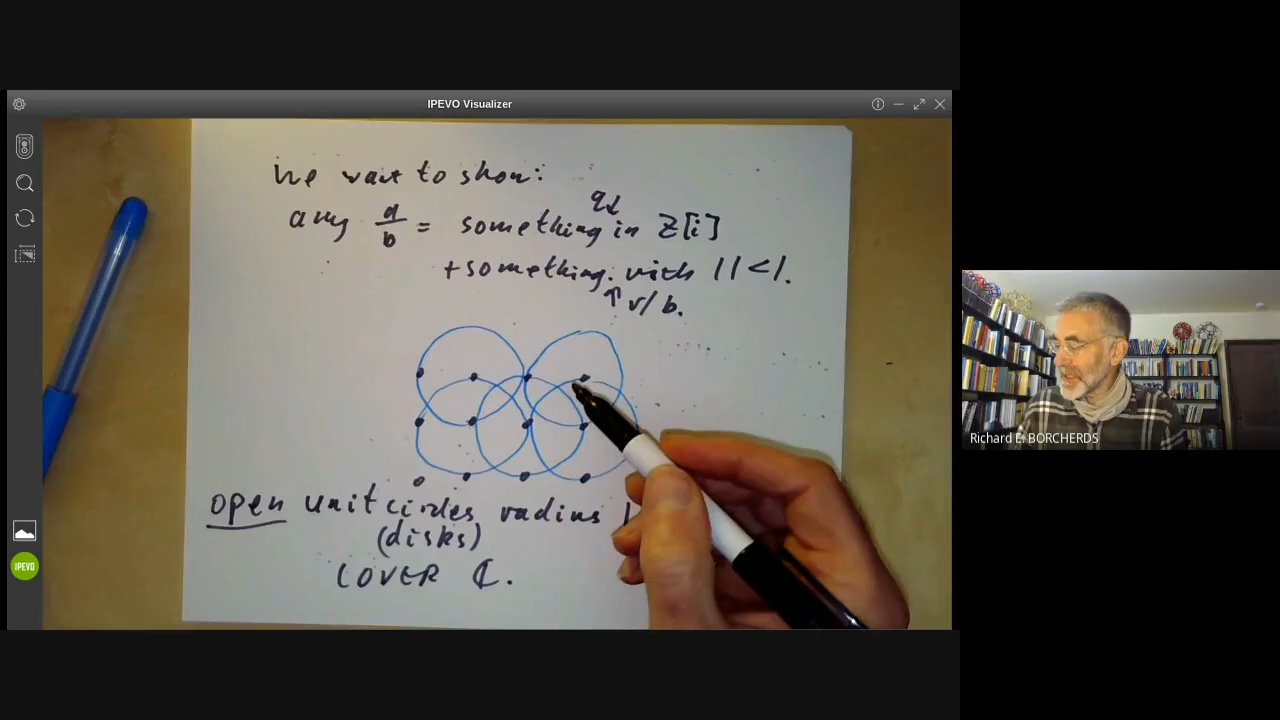 IPEVO Visualizer
We want to show:
q
any a/b = something in Z[i]
+ something with | | < 1.
↑ r/b.
Richard E. BORCHERDS
open unit circles radius 1
(disks)
COVER ℂ.
IPEVO